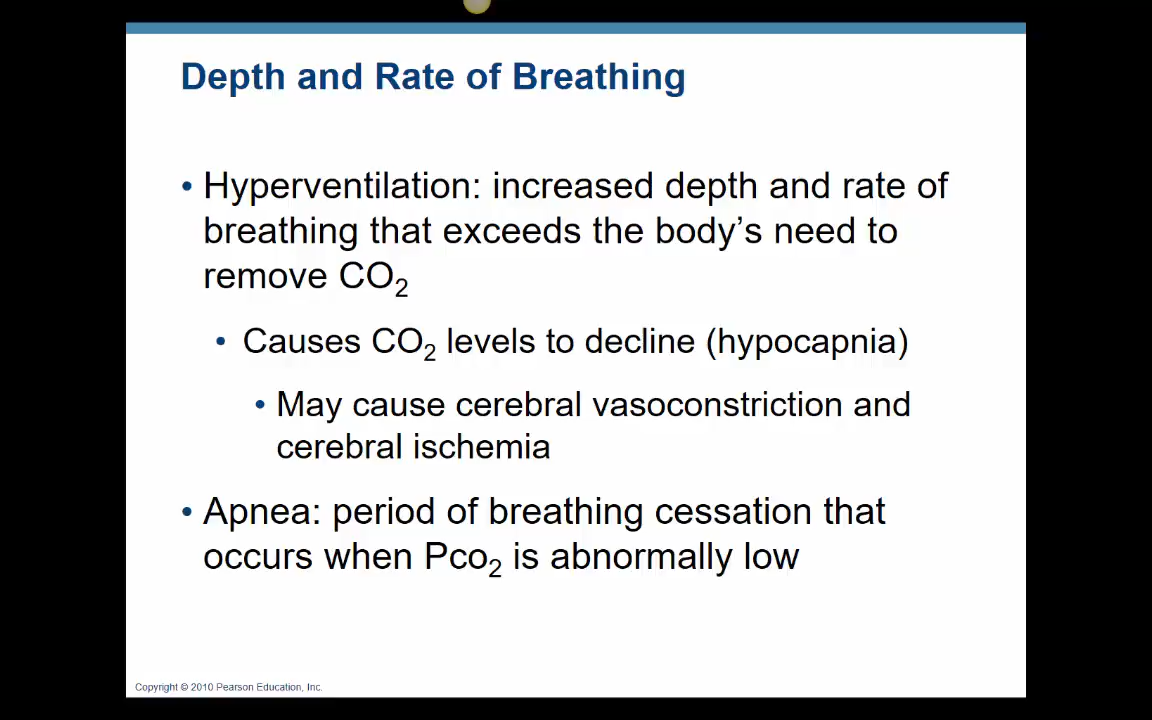 Depth and Rate of Breathing
• Hyperventilation: increased depth and rate of
breathing that exceeds the body’s need to
remove CO₂
• Causes CO₂ levels to decline (hypocapnia)
• May cause cerebral vasoconstriction and
cerebral ischemia
• Apnea: period of breathing cessation that
occurs when Pco₂ is abnormally low
Copyright © 2010 Pearson Education, Inc.